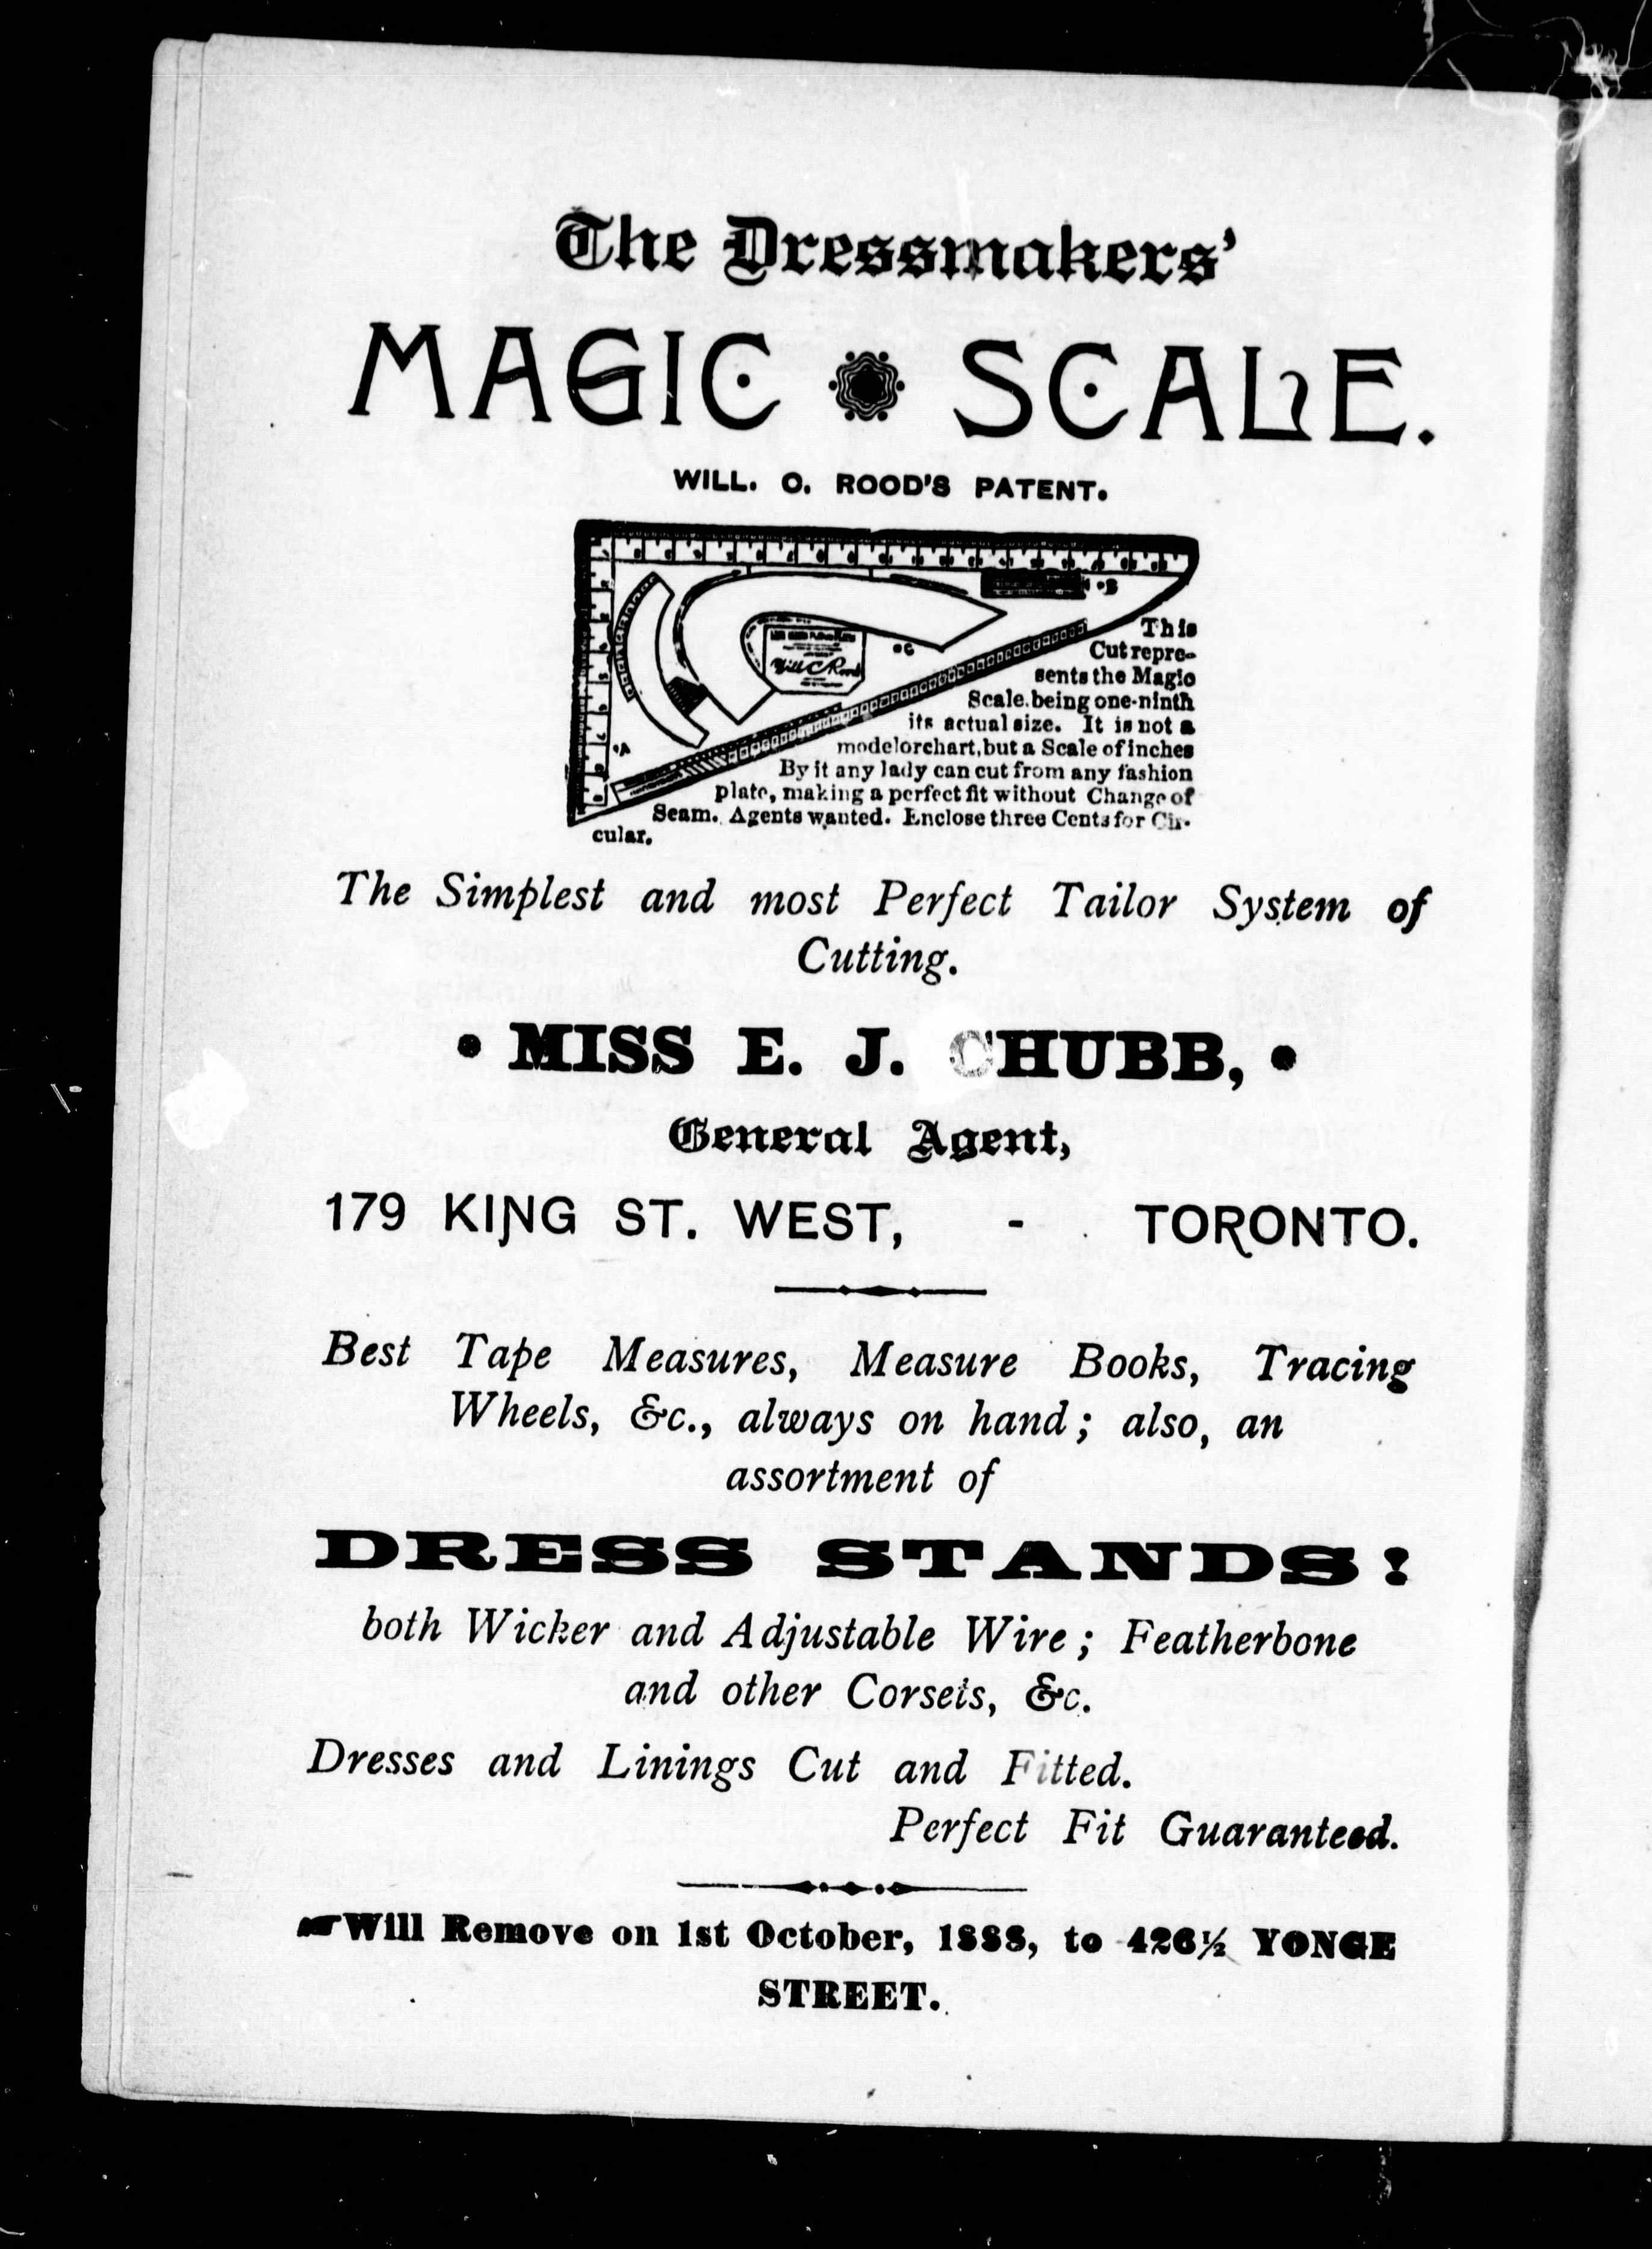 The Dressmakers'
MAGIC SCALE.
WILL. C. ROOD'S PATENT.
This
Cut repre-
sents the Magic
Scale, being one-ninth
its actual size. It is not a
model or chart, but a Scale of inches
By it any lady can cut from any fashion
plate, making a perfect fit without Change of
Seam. Agents wanted. Enclose three Cents for Cir-
cular.
The Simplest and most Perfect Tailor System of
Cutting.
• MISS E. J. CHUBB, •
General Agent,
179 KING ST. WEST, - TORONTO.
Best Tape Measures, Measure Books, Tracing
Wheels, &c., always on hand; also, an
assortment of
DRESS STANDS!
both Wicker and Adjustable Wire; Featherbone
and other Corsets, &c.
Dresses and Linings Cut and Fitted.
Perfect Fit Guaranteed.
☛Will Remove on 1st October, 1888, to 426½ YONGE
STREET.